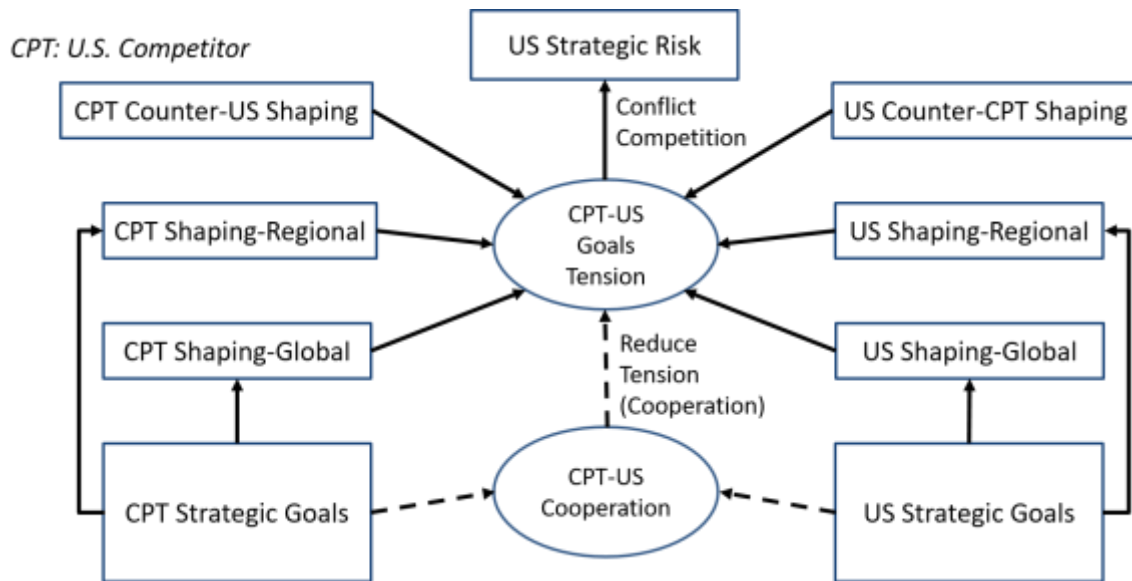 CPT: U.S. Competitor
US Strategic Risk
CPT Counter-US Shaping
Conflict
Competition
US Counter-CPT Shaping
CPT Shaping-Regional
CPT-US
Goals
Tension
US Shaping-Regional
CPT Shaping-Global
Reduce
Tension
(Cooperation)
US Shaping-Global
CPT Strategic Goals
CPT-US
Cooperation
US Strategic Goals